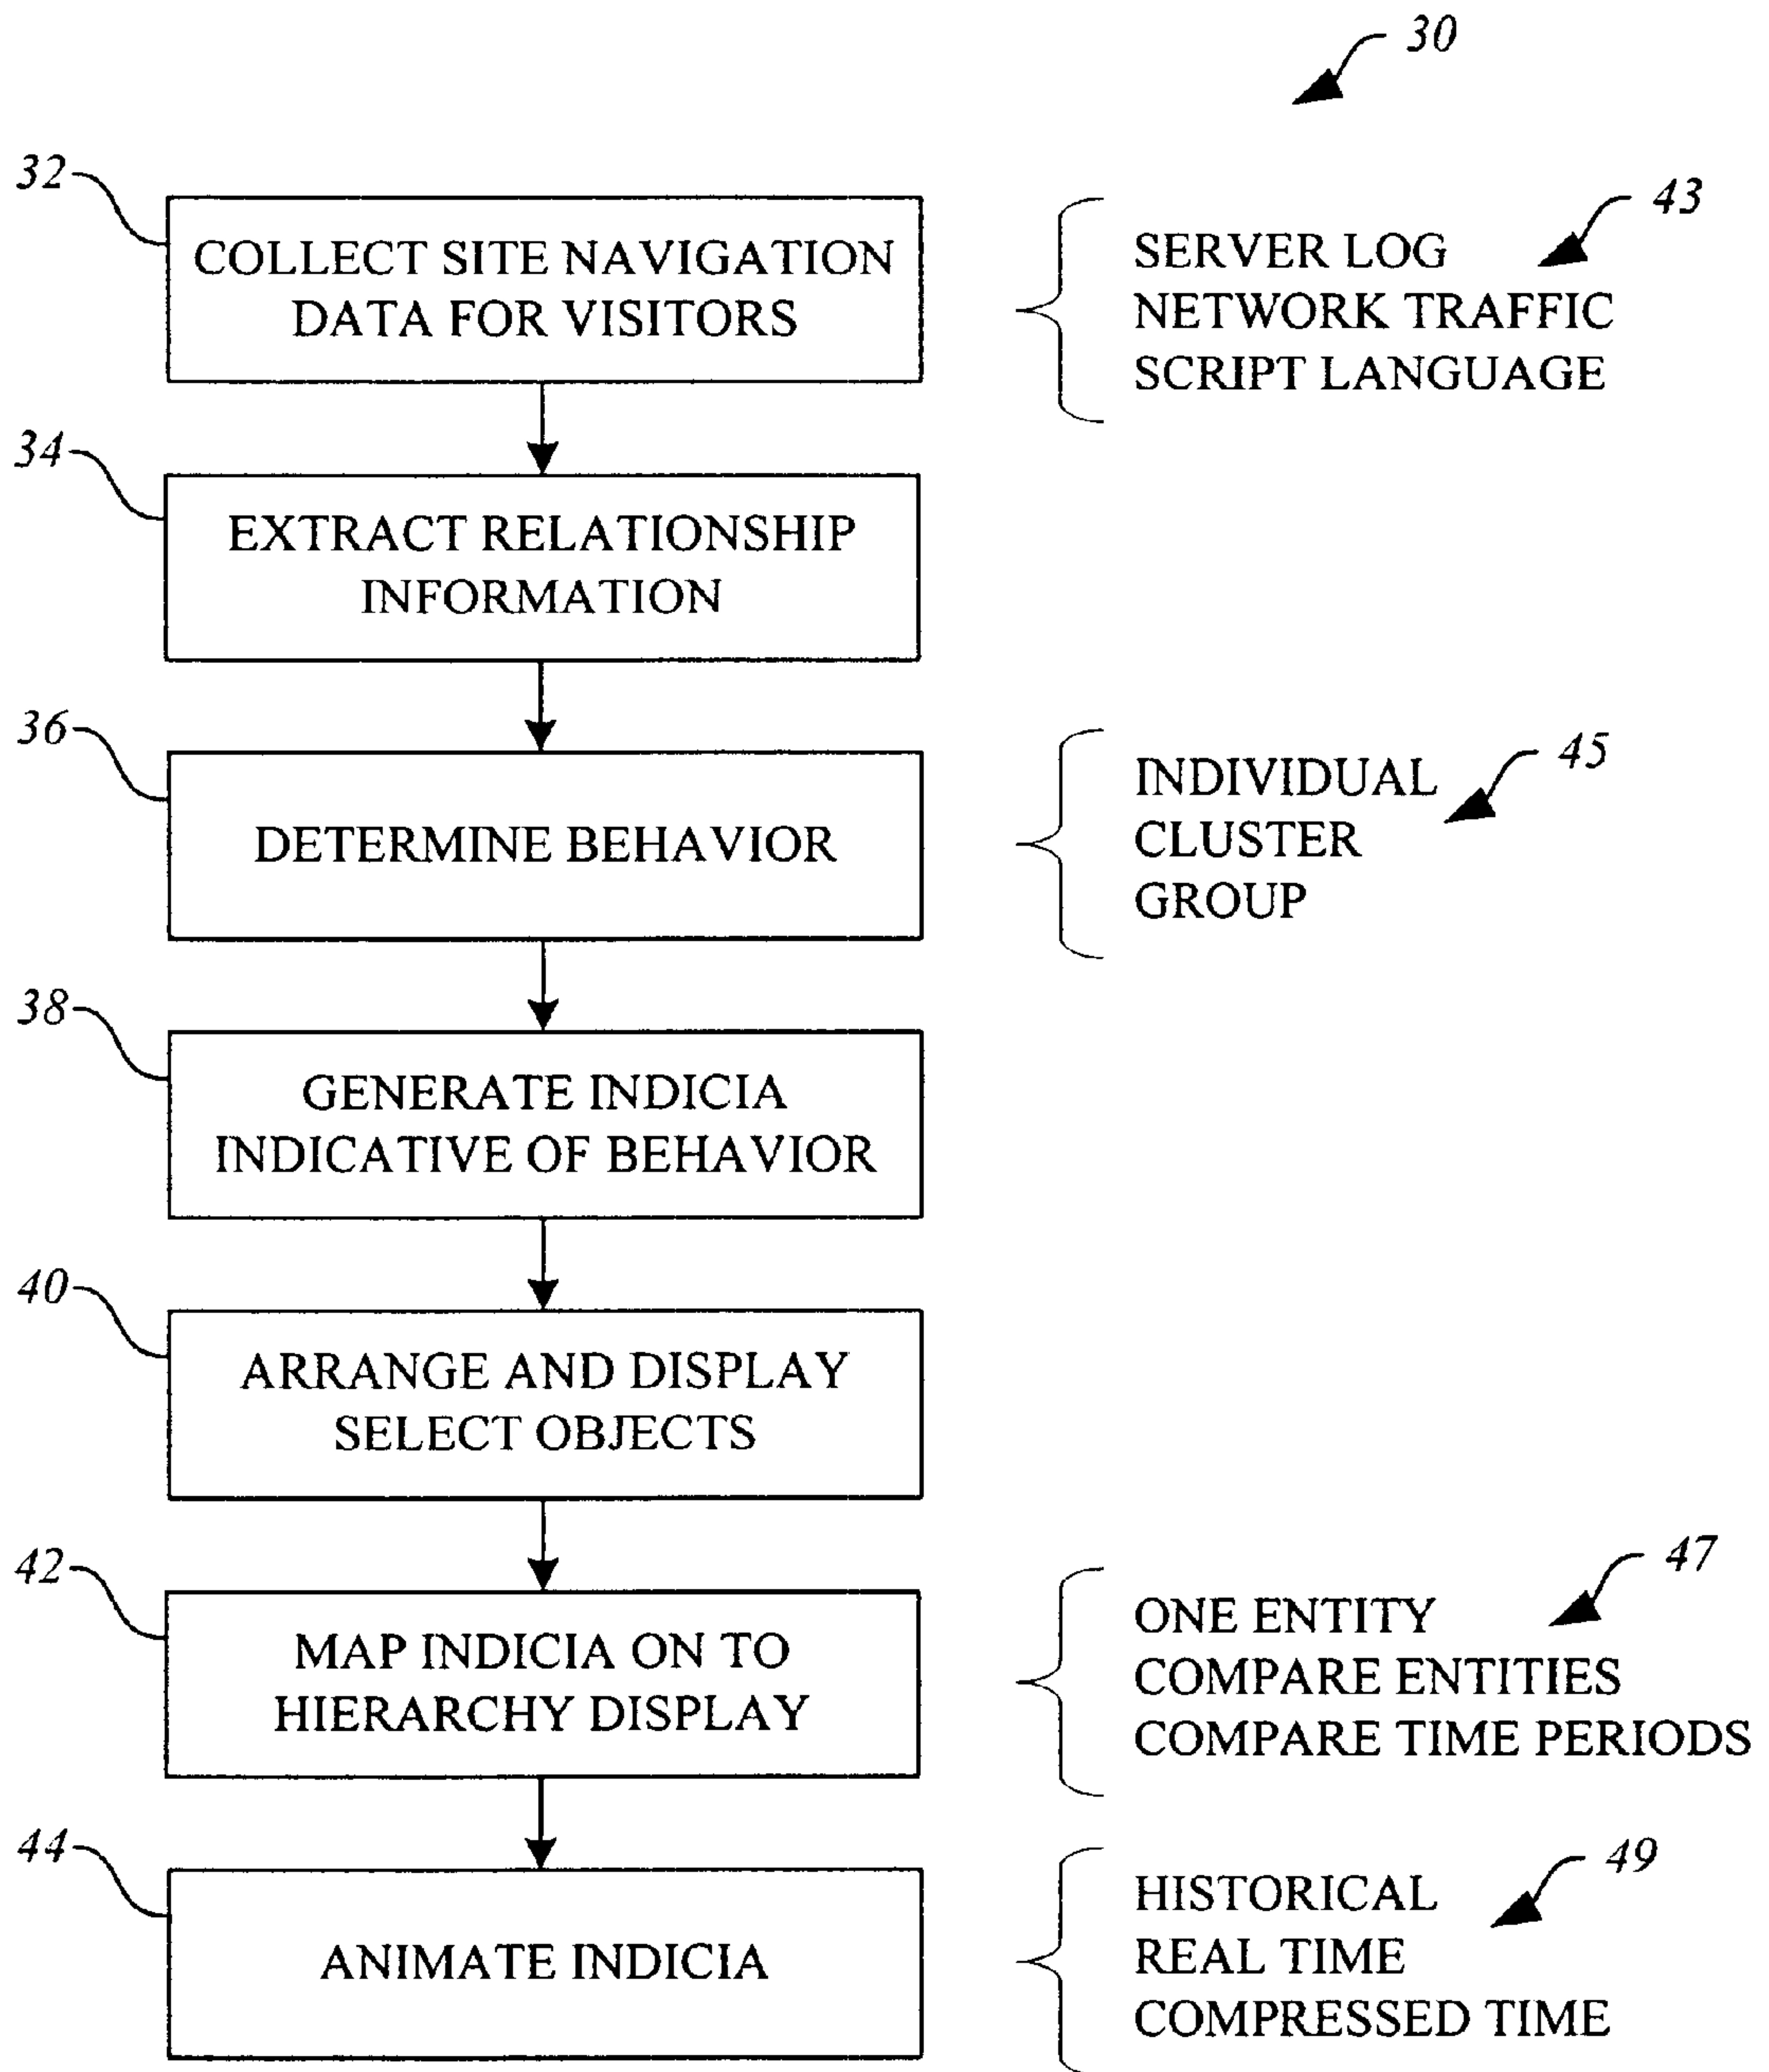 30
32
COLLECT SITE NAVIGATION
DATA FOR VISITORS
43
SERVER LOG
NETWORK TRAFFIC
SCRIPT LANGUAGE
34
EXTRACT RELATIONSHIP
INFORMATION
36
DETERMINE BEHAVIOR
45
INDIVIDUAL
CLUSTER
GROUP
38
GENERATE INDICIA
INDICATIVE OF BEHAVIOR
40
ARRANGE AND DISPLAY
SELECT OBJECTS
42
MAP INDICIA ON TO
HIERARCHY DISPLAY
47
ONE ENTITY
COMPARE ENTITIES
COMPARE TIME PERIODS
44
ANIMATE INDICIA
49
HISTORICAL
REAL TIME
COMPRESSED TIME